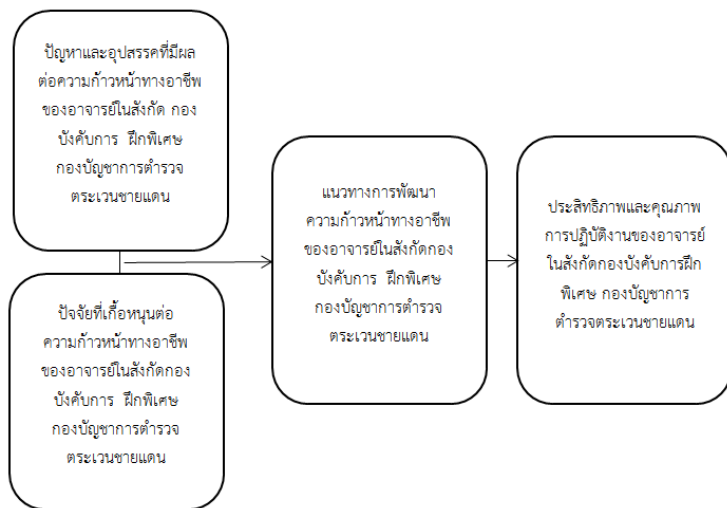 ปัญหาและอุปสรรคที่มีผล
ต่อความก้าวหน้าทางอาชีพ
ของอาจารย์ในสังกัด กอง
บังคับการ ฝึกพิเศษ
กองบัญชาการตำรวจ
ตระเวนชายแดน
ปัจจัยที่เกื้อหนุนต่อ
ความก้าวหน้าทางอาชีพ
ของอาจารย์ในสังกัดกอง
บังคับการ ฝึกพิเศษ
กองบัญชาการตำรวจ
ตระเวนชายแดน
แนวทางการพัฒนา
ความก้าวหน้าทางอาชีพ
ของอาจารย์ในสังกัดกอง
บังคับการ ฝึกพิเศษ
กองบัญชาการตำรวจ
ตระเวนชายแดน
ประสิทธิภาพและคุณภาพ
การปฏิบัติงานของอาจารย์
ในสังกัดกองบังคับการฝึก
พิเศษ กองบัญชาการ
ตำรวจตระเวนชายแดน